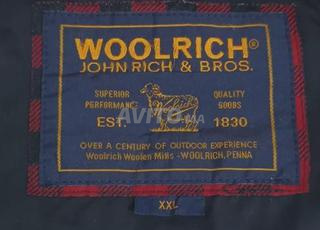 WOOLRICH®
JOHN RICH & BROS.
SUPERIOR QUALITY
PERFORMANCE GOODS
Woolrich
EST. 1830
OVER A CENTURY OF OUTDOOR EXPERIENCE
Woolrich Woolen Mills - WOOLRICH, PENNA
XXL